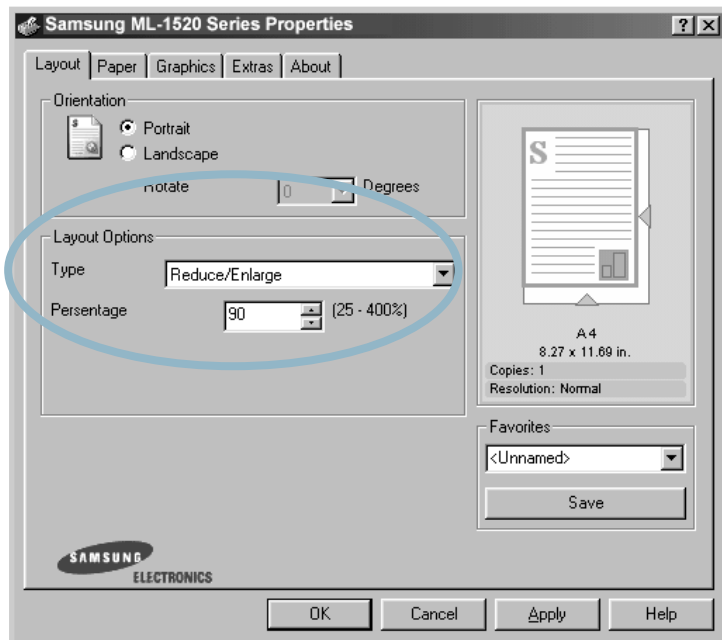 Samsung ML-1520 Series Properties
Layout Paper Graphics Extras About
Orientation
Portrait
Landscape
Rotate 0 Degrees
Layout Options
Type Reduce/Enlarge
Persentage 90 (25 - 400%)
S
A4
8.27 x 11.69 in.
Copies: 1
Resolution: Normal
Favorites
<Unnamed>
Save
SAMSUNG
ELECTRONICS
OK Cancel Apply Help